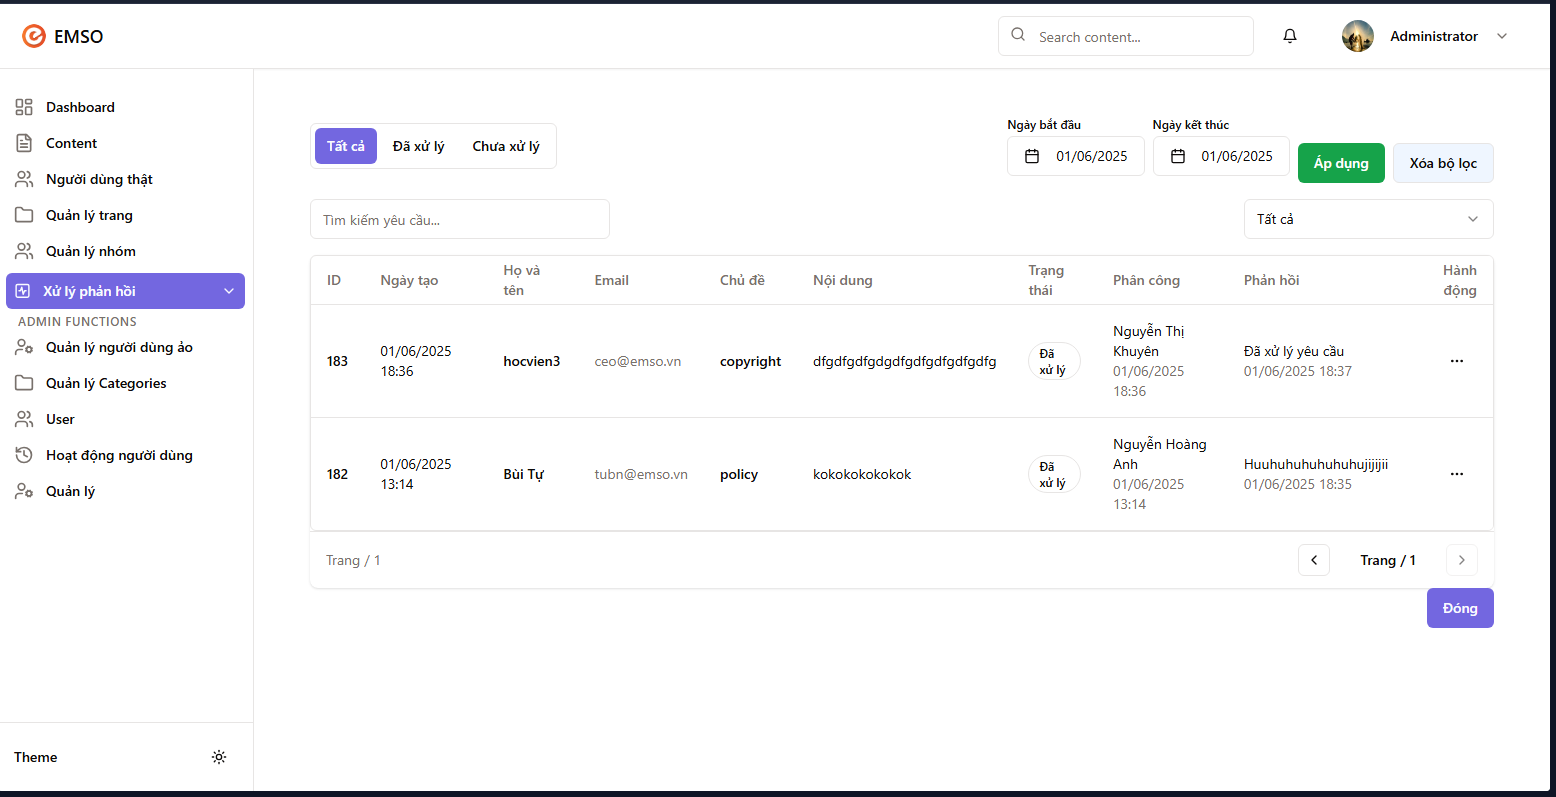 EMSO
Search content...
Administrator
Dashboard
Content
Người dùng thật
Quản lý trang
Quản lý nhóm
Xử lý phản hồi
ADMIN FUNCTIONS
Quản lý người dùng ảo
Quản lý Categories
User
Hoạt động người dùng
Quản lý
Theme
Tất cả Đã xử lý Chưa xử lý
Ngày bắt đầu Ngày kết thúc
01/06/2025 01/06/2025 Áp dụng Xóa bộ lọc
Tìm kiếm yêu cầu... Tất cả
ID Ngày tạo Họ và tên Email Chủ đề Nội dung Trạng thái Phân công Phản hồi Hành động
183 01/06/2025 18:36 hocvien3 ceo@emso.vn copyright dfgdfgdfgdgdfgdfgdfgdfgdfg Đã xử lý Nguyễn Thị Khuyên 01/06/2025 18:36 Đã xử lý yêu cầu 01/06/2025 18:37 ...
182 01/06/2025 13:14 Bùi Tự tubn@emso.vn policy kokokokokokok Đã xử lý Nguyễn Hoàng Anh 01/06/2025 13:14 Huuhuhuhuhuhuhujijijijii 01/06/2025 18:35 ...
Trang / 1 Trang / 1
Đóng